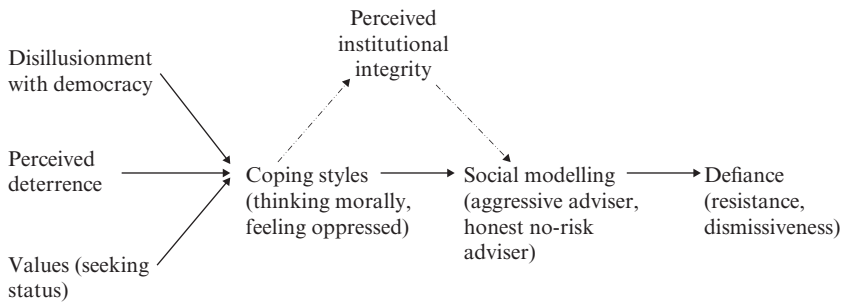 Perceived
institutional
integrity
Disillusionment
with democracy
Perceived
deterrence
Values (seeking
status)
Coping styles
(thinking morally,
feeling oppressed)
Social modelling
(aggressive adviser,
honest no-risk
adviser)
Defiance
(resistance,
dismissiveness)